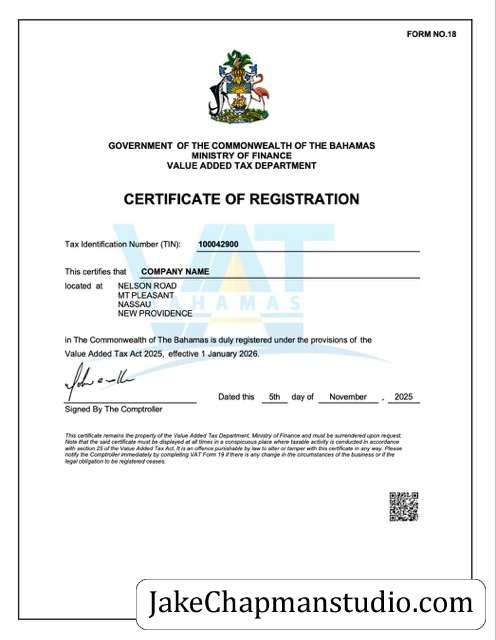 FORM NO.18
GOVERNMENT OF THE COMMONWEALTH OF THE BAHAMAS
MINISTRY OF FINANCE
VALUE ADDED TAX DEPARTMENT
CERTIFICATE OF REGISTRATION
VAT
BAHAMAS
Tax Identification Number (TIN): 100042900
This certifies that COMPANY NAME
located at NELSON ROAD
MT PLEASANT
NASSAU
NEW PROVIDENCE
in The Commonwealth of The Bahamas is duly registered under the provisions of the
Value Added Tax Act 2025, effective 1 January 2026.
Dated this 5th day of November , 2025
Signed By The Comptroller
This certificate remains the property of the Value Added Tax Department, Ministry of Finance and must be surrendered upon request.
Note that the said certificate must be displayed at all times in a conspicuous place where taxable activity is conducted in accordance
with section 25 of the Value Added Tax Act. It is an offence punishable by law to alter or tamper with this certificate in any way. Please
notify the Comptroller immediately by completing VAT Form 19 if there is any change in the circumstances of the business or if the
legal obligation to be registered ceases.
JakeChapmanstudio.com